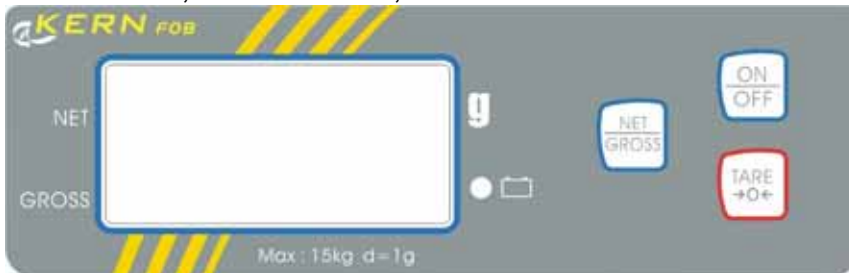 KERN FOB
NET
g
GROSS
Max : 15kg d=1g
NET
GROSS
ON
OFF
TARE
→0←